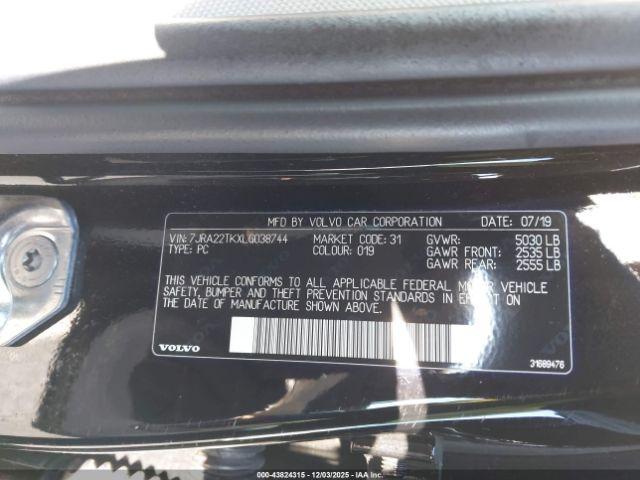 MFD BY VOLVO CAR CORPORATION DATE: 07/19
VIN: 7JRA22TKXLG038744 MARKET CODE: 31 GVWR: 5030 LB
TYPE: PC COLOUR: 019 GAWR FRONT: 2535 LB
GAWR REAR: 2555 LB
THIS VEHICLE CONFORMS TO ALL APPLICABLE FEDERAL MOTOR VEHICLE
SAFETY, BUMPER AND THEFT PREVENTION STANDARDS IN EFFECT ON
THE DATE OF MANUFACTURE SHOWN ABOVE.
VOLVO 31689476
000-43824315 - 12/03/2025 - IAA Inc.